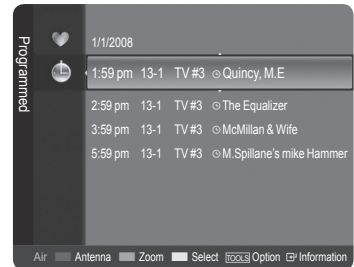 Programmed
1/1/2008
1:59 pm 13-1 TV #3 Quincy, M.E
2:59 pm 13-1 TV #3 The Equalizer
3:59 pm 13-1 TV #3 McMillan & Wife
5:59 pm 13-1 TV #3 M.Spillane's mike Hammer
Air Antenna Zoom Select TOOLS Option Information